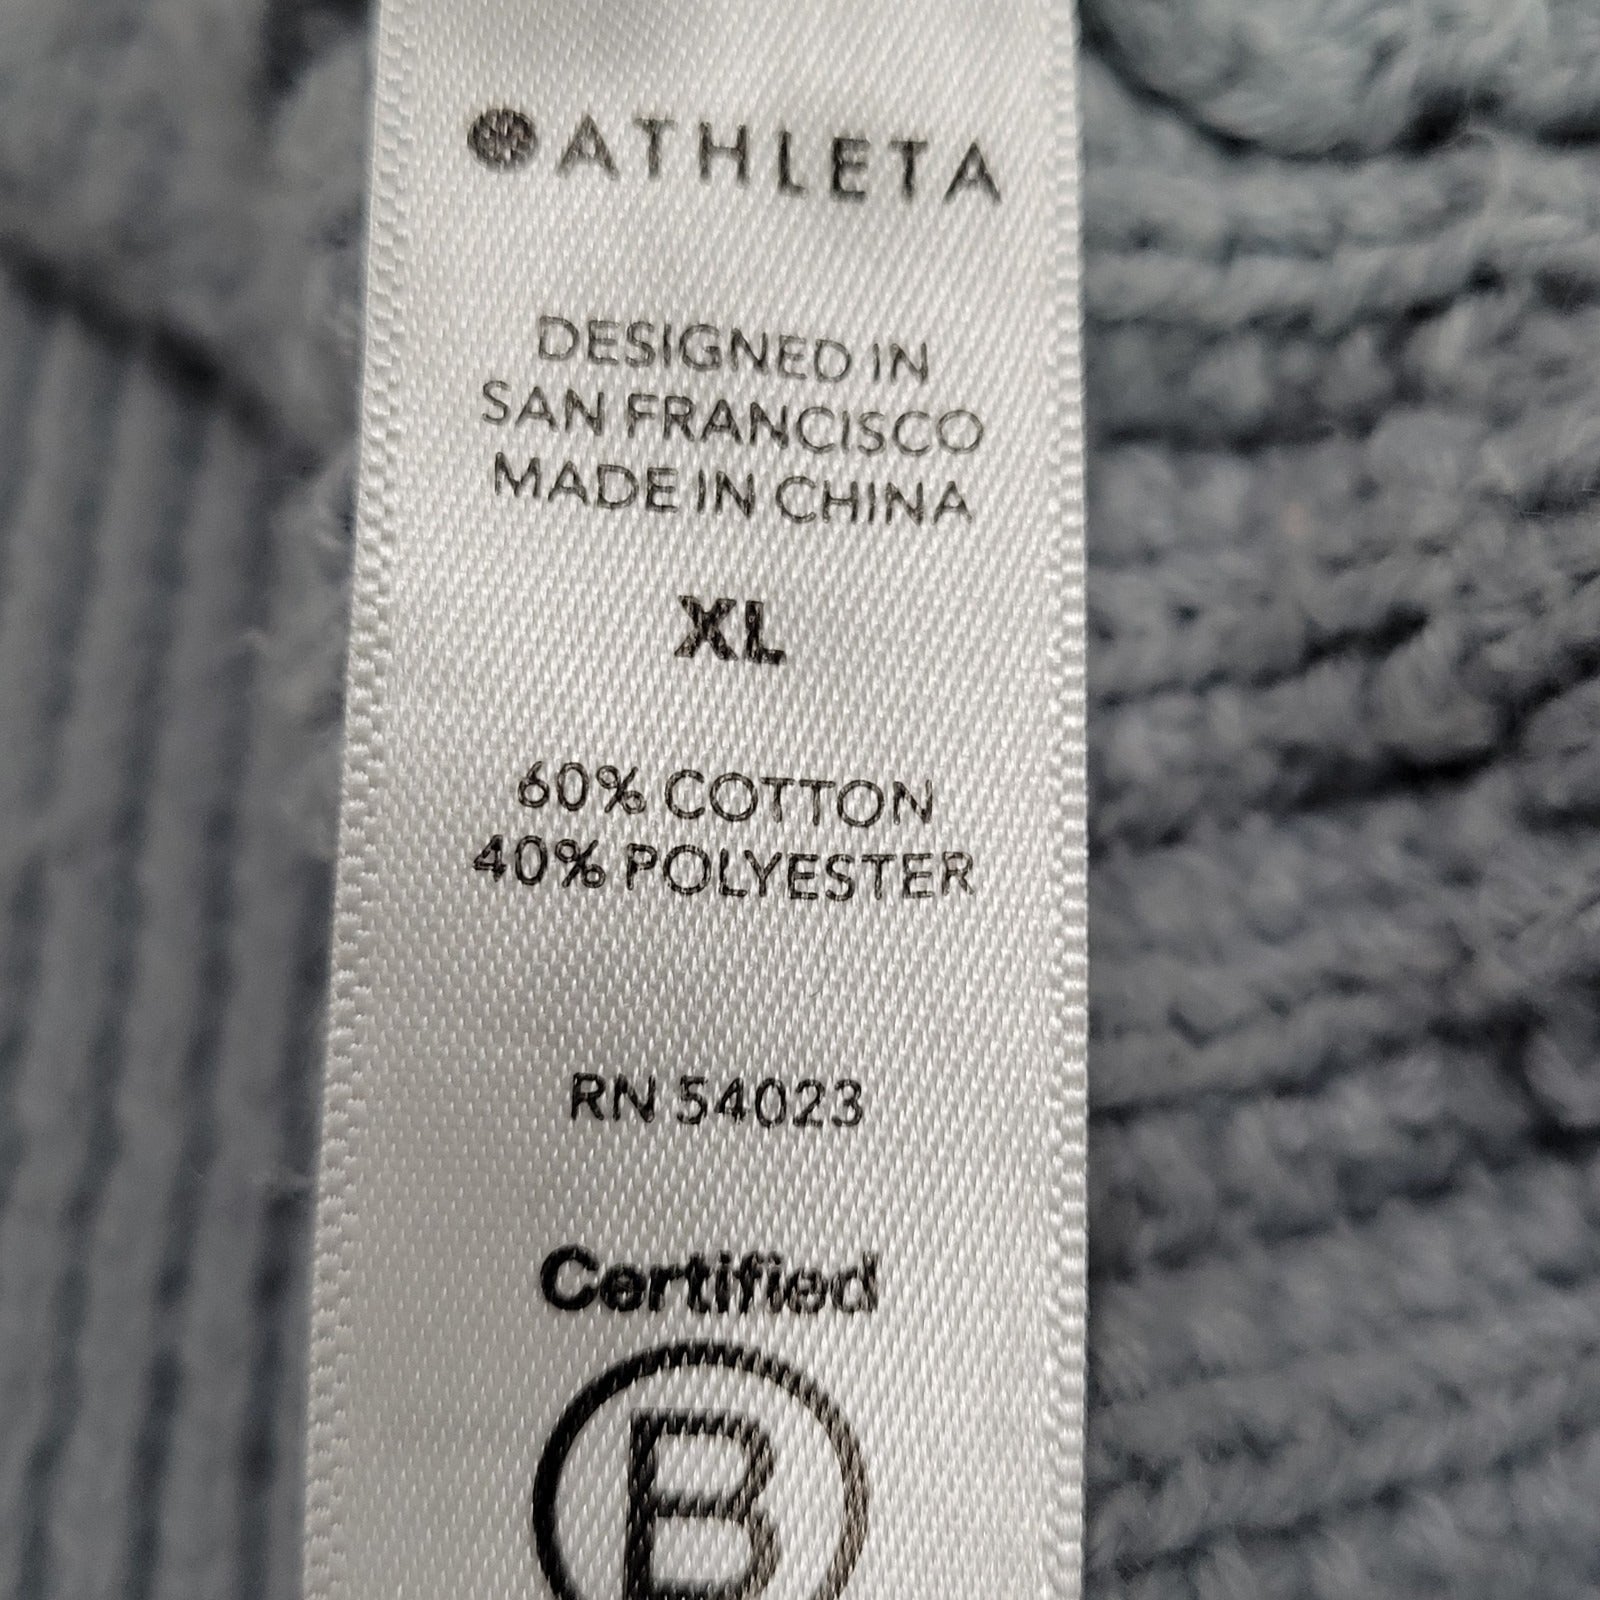 ATHLETA
DESIGNED IN
SAN FRANCISCO
MADE IN CHINA
XL
60% COTTON
40% POLYESTER
RN 54023
Certified
B